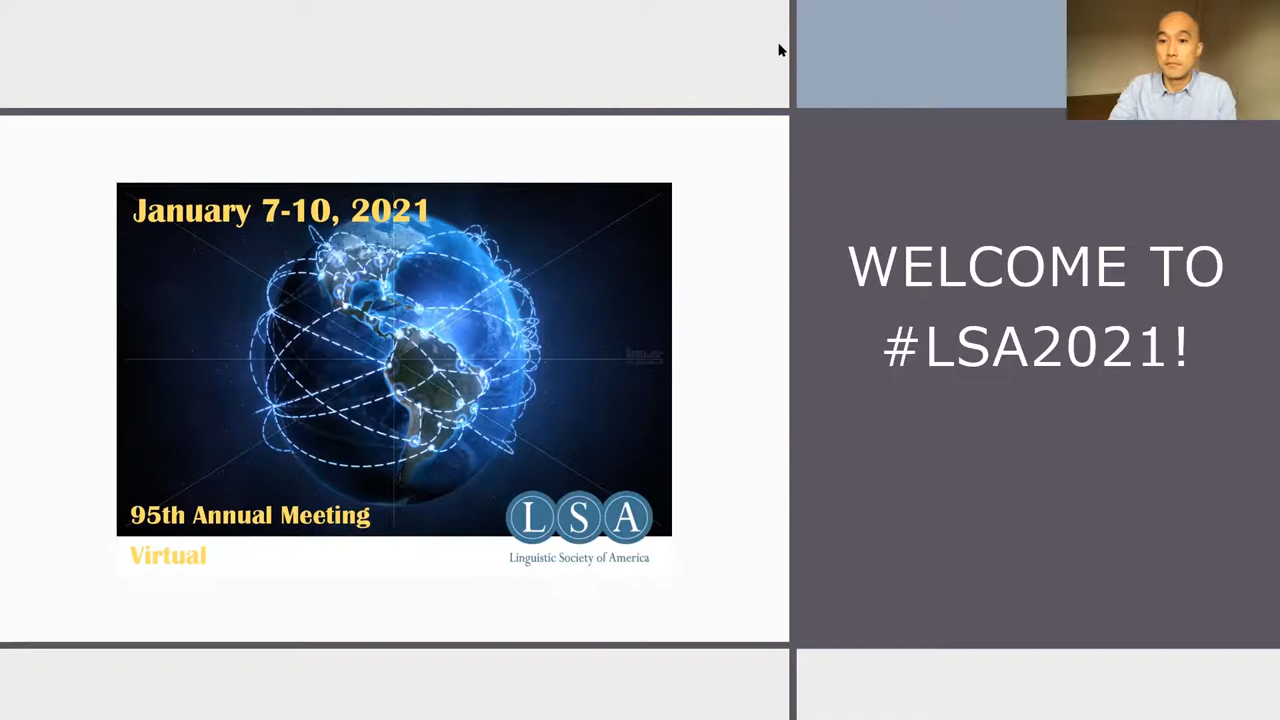 January 7-10, 2021
WELCOME TO
#LSA2021!
95th Annual Meeting
LSA
Virtual
Linguistic Society of America